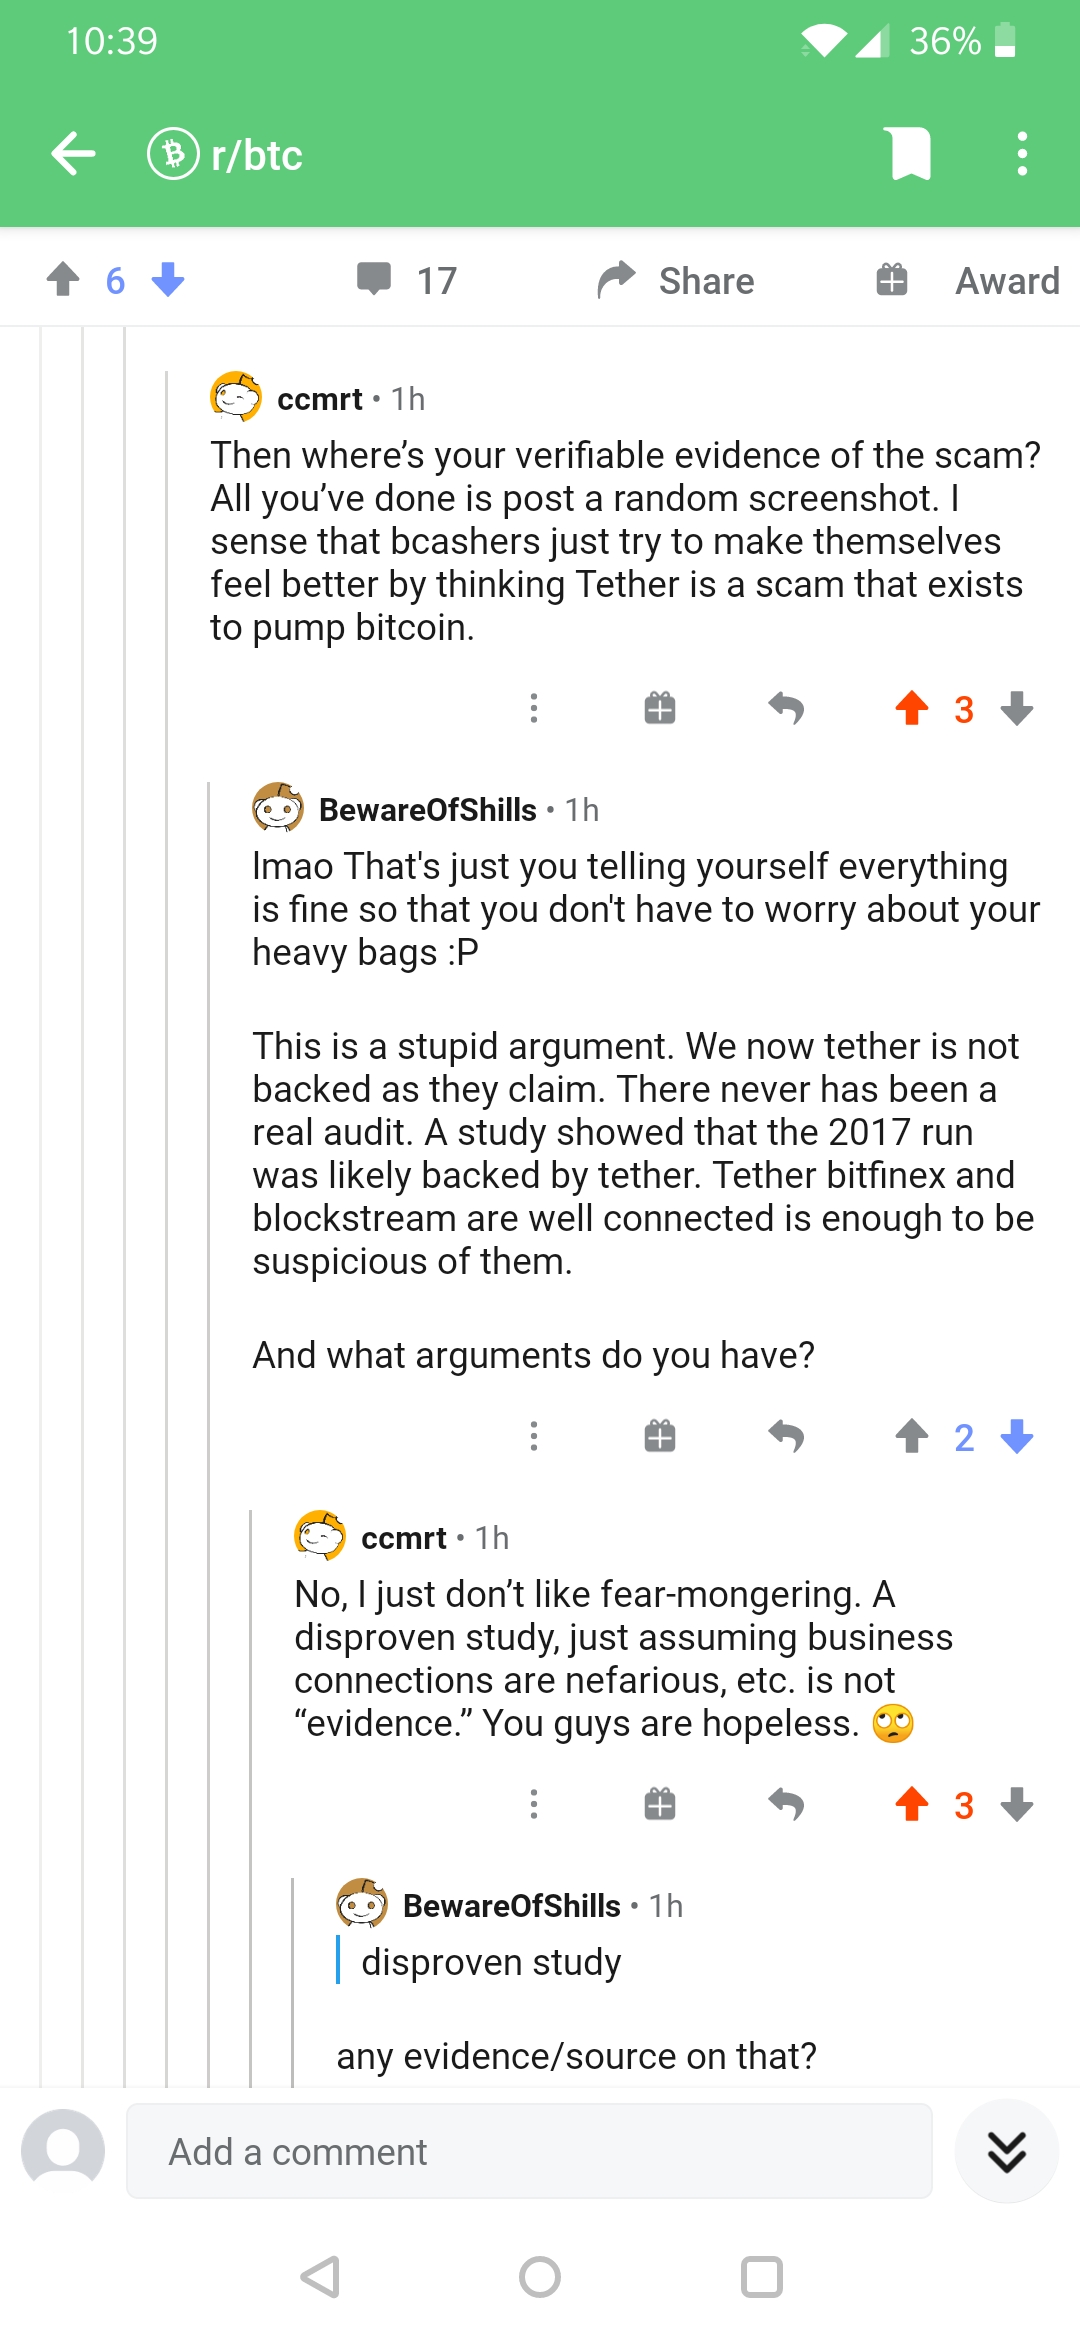 10:39
36%
r/btc
6
17
Share
Award
ccmrt • 1h
Then where’s your verifiable evidence of the scam?
All you’ve done is post a random screenshot. I
sense that bcashers just try to make themselves
feel better by thinking Tether is a scam that exists
to pump bitcoin.
3
BewareOfShills • 1h
lmao That's just you telling yourself everything
is fine so that you don't have to worry about your
heavy bags :P
This is a stupid argument. We now tether is not
backed as they claim. There never has been a
real audit. A study showed that the 2017 run
was likely backed by tether. Tether bitfinex and
blockstream are well connected is enough to be
suspicious of them.
And what arguments do you have?
2
ccmrt • 1h
No, I just don’t like fear-mongering. A
disproven study, just assuming business
connections are nefarious, etc. is not
“evidence.” You guys are hopeless. 🙄
3
BewareOfShills • 1h
disproven study
any evidence/source on that?
Add a comment